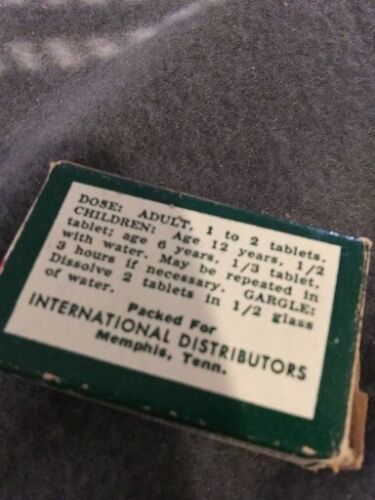 DOSE: ADULT, 1 to 2 tablets.
CHILDREN: Age 12 years, 1/2
tablet; age 6 years, 1/3 tablet,
with water. May be repeated in
3 hours if necessary. GARGLE:
Dissolve 2 tablets in 1/2 glass
of water.
Packed For
INTERNATIONAL DISTRIBUTORS
Memphis, Tenn.